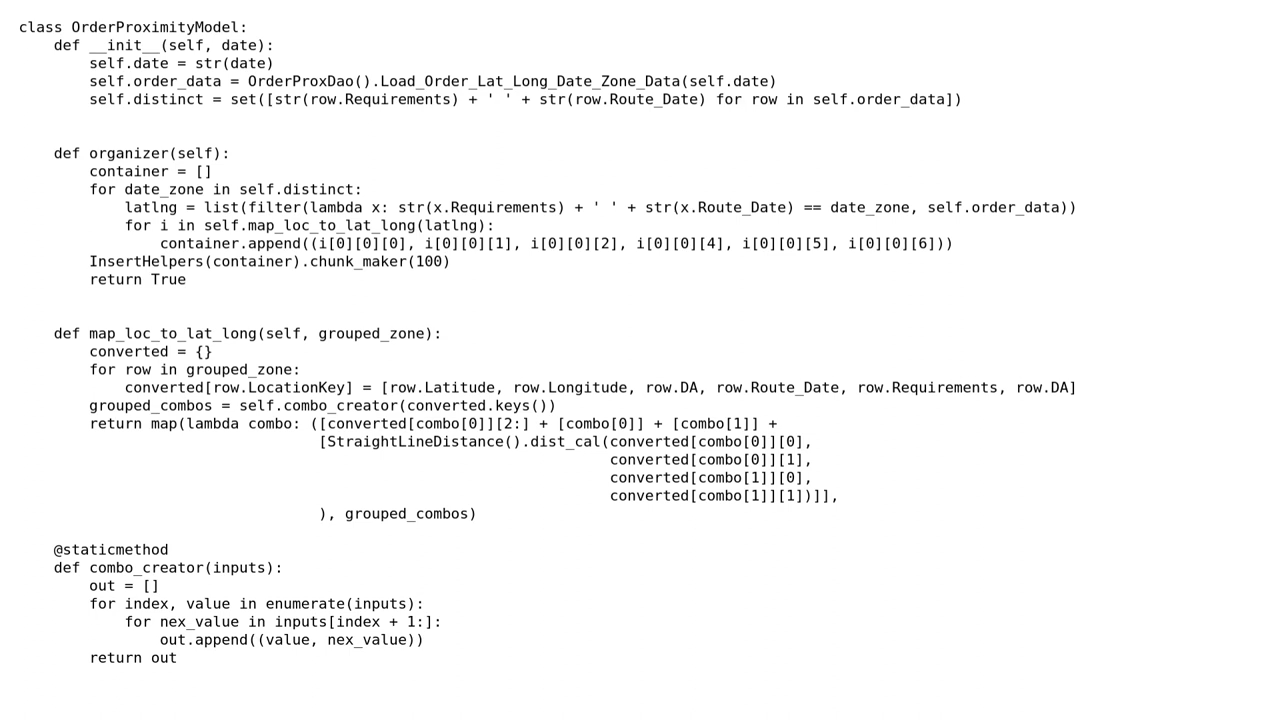 class OrderProximityModel:
    def __init__(self, date):
        self.date = str(date)
        self.order_data = OrderProxDao().Load_Order_Lat_Long_Date_Zone_Data(self.date)
        self.distinct = set([str(row.Requirements) + ' ' + str(row.Route_Date) for row in self.order_data])


    def organizer(self):
        container = []
        for date_zone in self.distinct:
            latlng = list(filter(lambda x: str(x.Requirements) + ' ' + str(x.Route_Date) == date_zone, self.order_data))
            for i in self.map_loc_to_lat_long(latlng):
                container.append((i[0][0][0], i[0][0][1], i[0][0][2], i[0][0][4], i[0][0][5], i[0][0][6]))
        InsertHelpers(container).chunk_maker(100)
        return True


    def map_loc_to_lat_long(self, grouped_zone):
        converted = {}
        for row in grouped_zone:
            converted[row.LocationKey] = [row.Latitude, row.Longitude, row.DA, row.Route_Date, row.Requirements, row.DA]
        grouped_combos = self.combo_creator(converted.keys())
        return map(lambda combo: ([converted[combo[0]][2:] + [combo[0]] + [combo[1]] +
                                  [StraightLineDistance().dist_cal(converted[combo[0]][0],
                                                                   converted[combo[0]][1],
                                                                   converted[combo[1]][0],
                                                                   converted[combo[1]][1])]],
                                  ), grouped_combos)

    @staticmethod
    def combo_creator(inputs):
        out = []
        for index, value in enumerate(inputs):
            for nex_value in inputs[index + 1:]:
                out.append((value, nex_value))
        return out